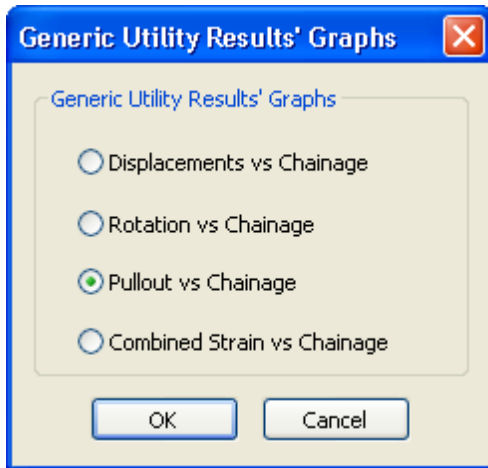 Generic Utility Results' Graphs
Generic Utility Results' Graphs
Displacements vs Chainage
Rotation vs Chainage
Pullout vs Chainage
Combined Strain vs Chainage
OK Cancel